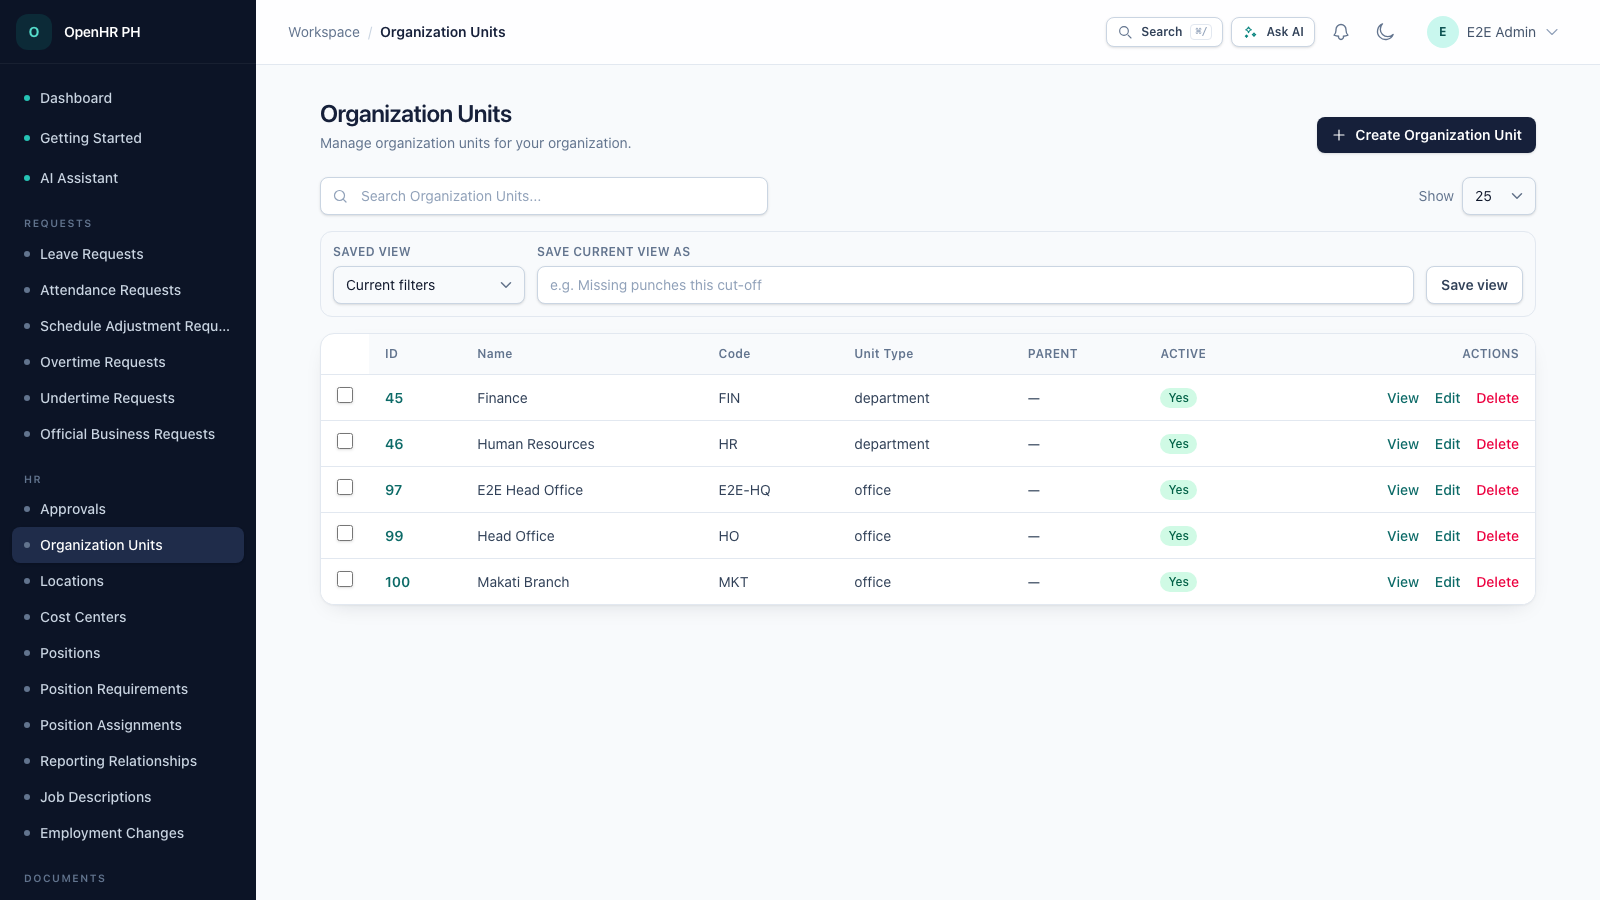 O
OpenHR PH
Dashboard
Getting Started
AI Assistant
REQUESTS
Leave Requests
Attendance Requests
Schedule Adjustment Requ...
Overtime Requests
Undertime Requests
Official Business Requests
HR
Approvals
Organization Units
Locations
Cost Centers
Positions
Position Requirements
Position Assignments
Reporting Relationships
Job Descriptions
Employment Changes
DOCUMENTS
Workspace / Organization Units
Search ⌘/
Ask AI
E E2E Admin
Organization Units
Manage organization units for your organization.
+ Create Organization Unit
Search Organization Units...
Show 25
SAVED VIEW
Current filters
SAVE CURRENT VIEW AS
e.g. Missing punches this cut-off
Save view
ID Name Code Unit Type PARENT ACTIVE ACTIONS
45 Finance FIN department — Yes View Edit Delete
46 Human Resources HR department — Yes View Edit Delete
97 E2E Head Office E2E-HQ office — Yes View Edit Delete
99 Head Office HO office — Yes View Edit Delete
100 Makati Branch MKT office — Yes View Edit Delete